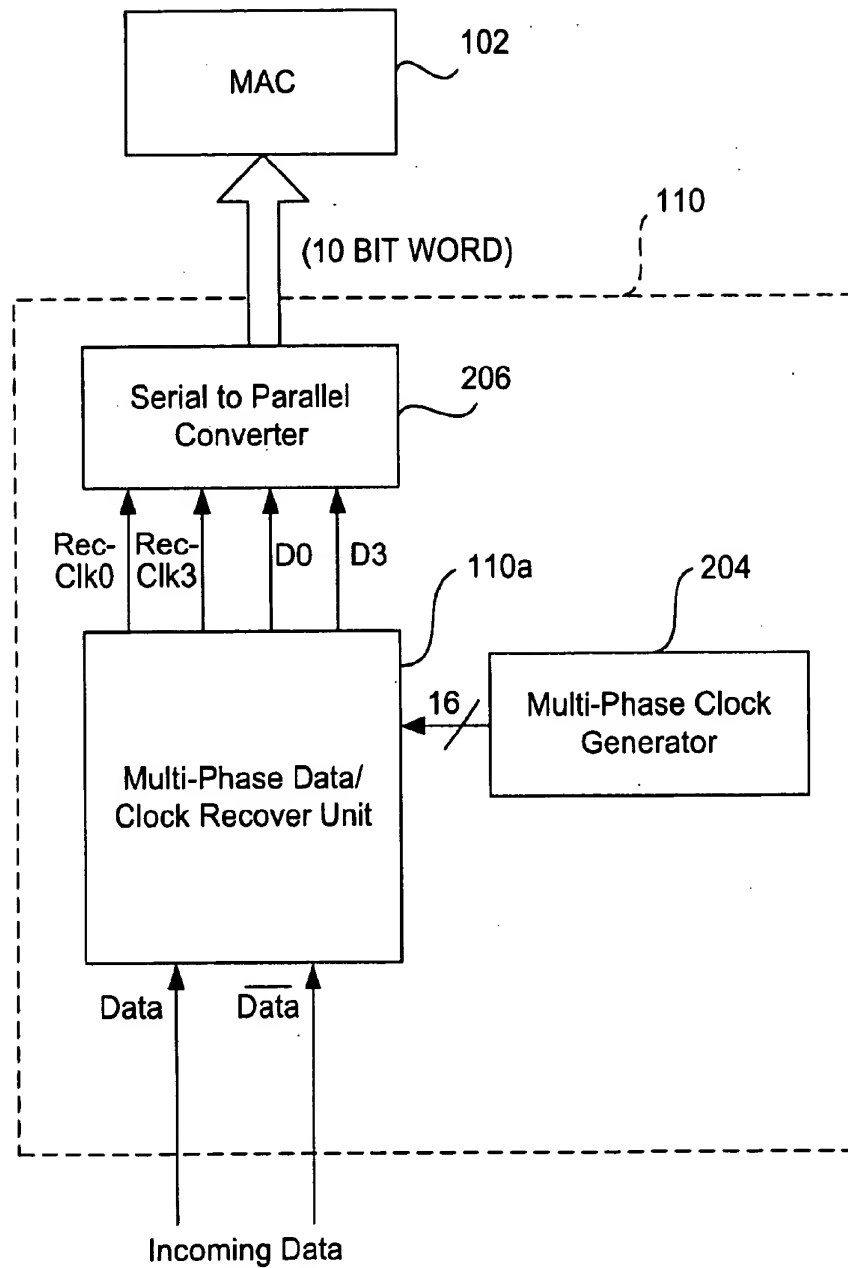 MAC
102
110
(10 BIT WORD)
Serial to Parallel
Converter
206
Rec-
Clk0
Rec-
Clk3
D0
D3
110a
204
16
Multi-Phase Clock
Generator
Multi-Phase Data/
Clock Recover Unit
Data
D̅a̅t̅a̅
Incoming Data